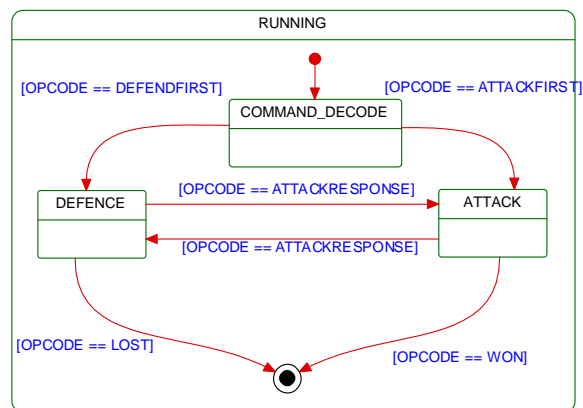 RUNNING
[OPCODE == DEFENDFIRST]
[OPCODE == ATTACKFIRST]
COMMAND_DECODE
[OPCODE == ATTACKRESPONSE]
DEFENCE
ATTACK
[OPCODE == ATTACKRESPONSE]
[OPCODE == LOST]
[OPCODE == WON]